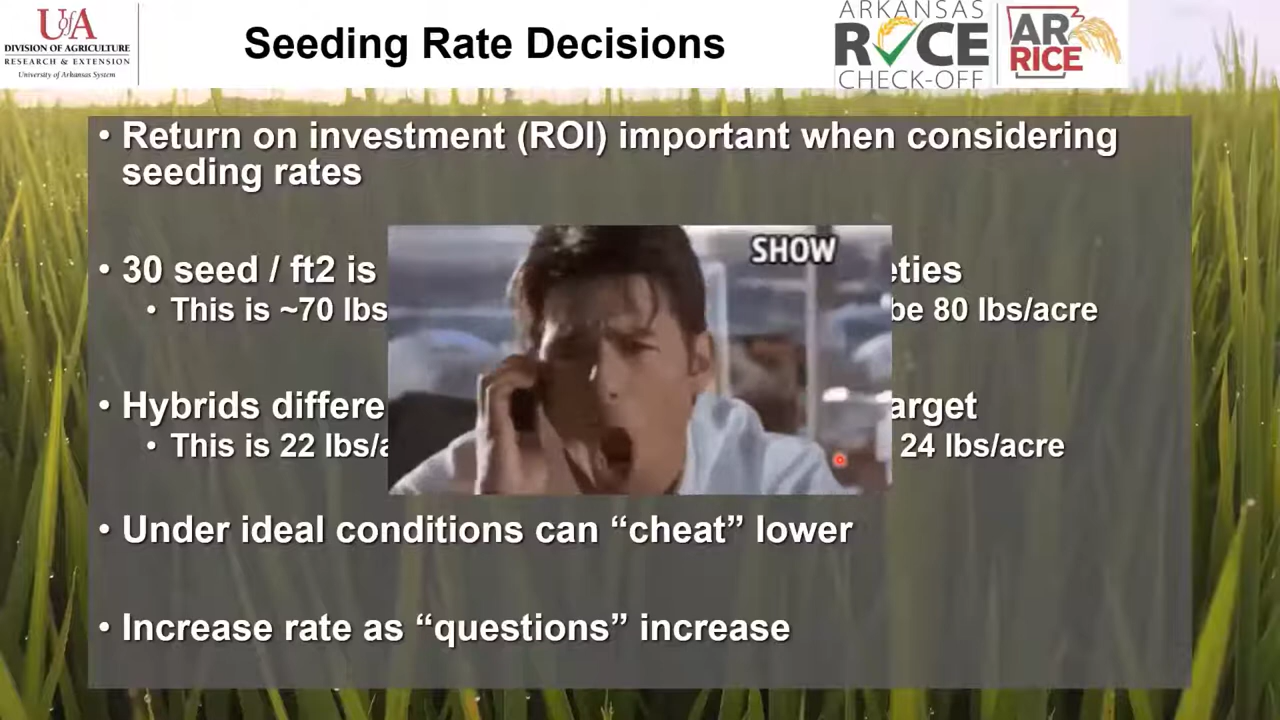 UofA
DIVISION OF AGRICULTURE
RESEARCH & EXTENSION
University of Arkansas System
Seeding Rate Decisions
ARKANSAS
RICE
CHECK-OFF
AR
RICE
• Return on investment (ROI) important when considering
seeding rates
SHOW
• 30 seed / ft2 is eties
• This is ~70 lbs be 80 lbs/acre
• Hybrids differe arget
• This is 22 lbs/a 24 lbs/acre
• Under ideal conditions can “cheat” lower
• Increase rate as “questions” increase